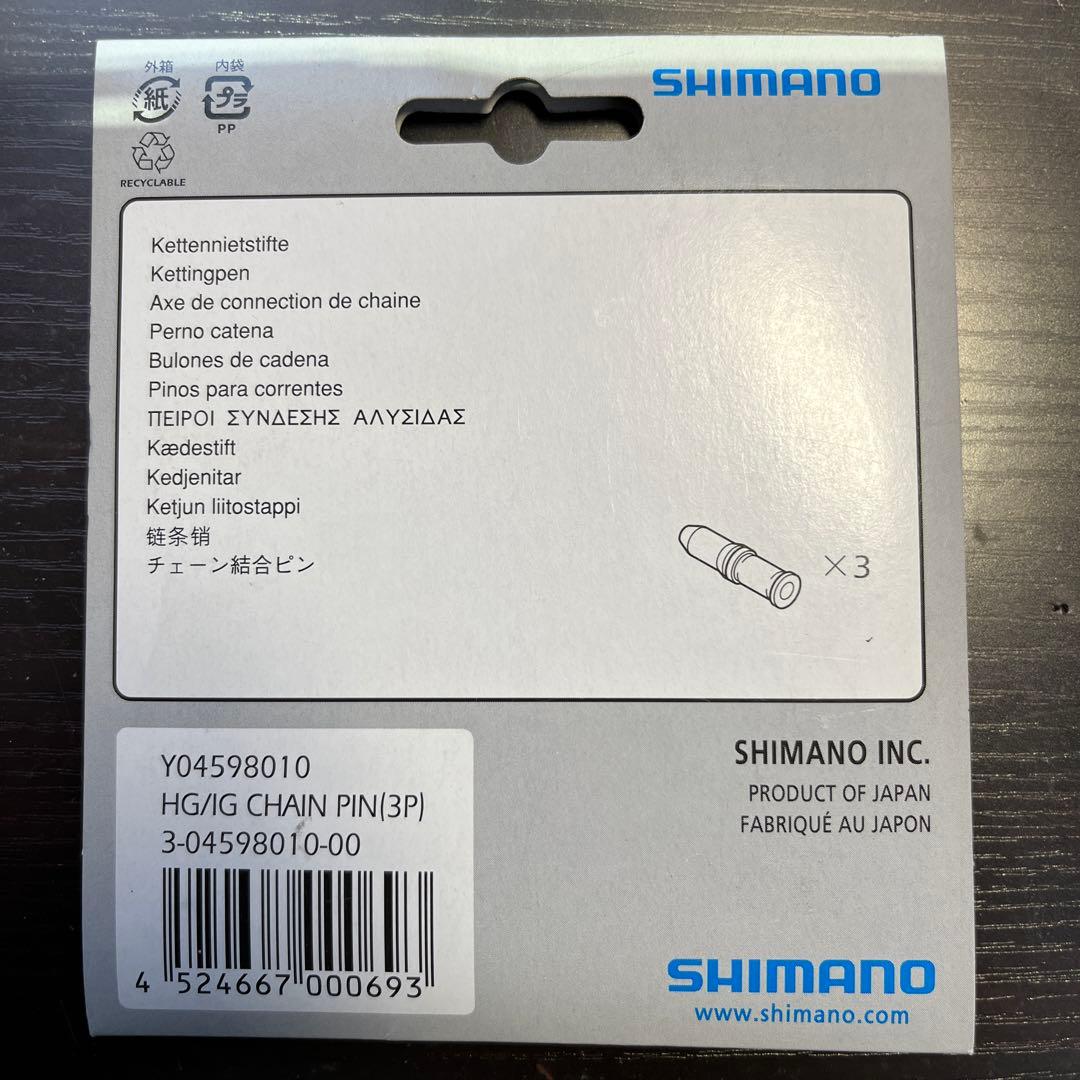 外箱
紙
内袋
プラ
PP
RECYCLABLE
SHIMANO
Kettennietstifte
Kettingpen
Axe de connection de chaine
Perno catena
Bulones de cadena
Pinos para correntes
ΠΕΙΡΟΙ ΣΥΝΔΕΣΗΣ ΑΛΥΣΙΔΑΣ
Kædestift
Kedjenitar
Ketjun liitostappi
链条销
チェーン結合ピン
×3
Y04598010
HG/IG CHAIN PIN(3P)
3-04598010-00
4 524667 000693
SHIMANO INC.
PRODUCT OF JAPAN
FABRIQUÉ AU JAPON
SHIMANO
www.shimano.com